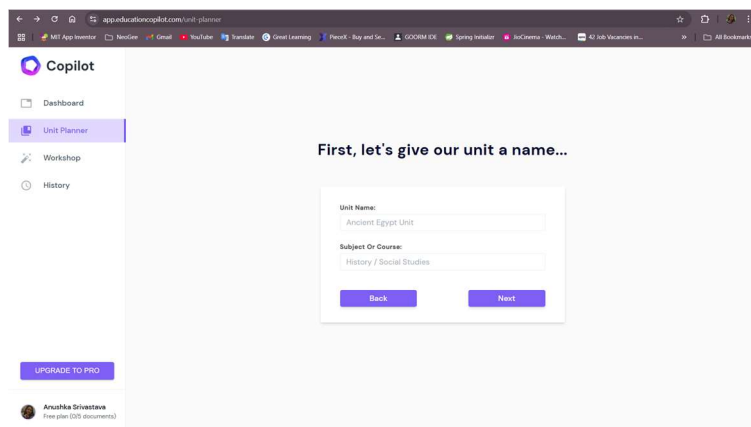 app.educationcopilot.com/unit-planner
MIT App Inventor NeoGee Gmail YouTube Translate Great Learning PieceX - Buy and Se... GOORM IDE Spring Initializr JioCinema - Watch... 42 Job Vacancies in... » All Bookmarks
Copilot
Dashboard
Unit Planner
Workshop
History
First, let's give our unit a name...
Unit Name:
Ancient Egypt Unit
Subject Or Course:
History / Social Studies
Back Next
UPGRADE TO PRO
Anushka Srivastava
Free plan (0/5 documents)